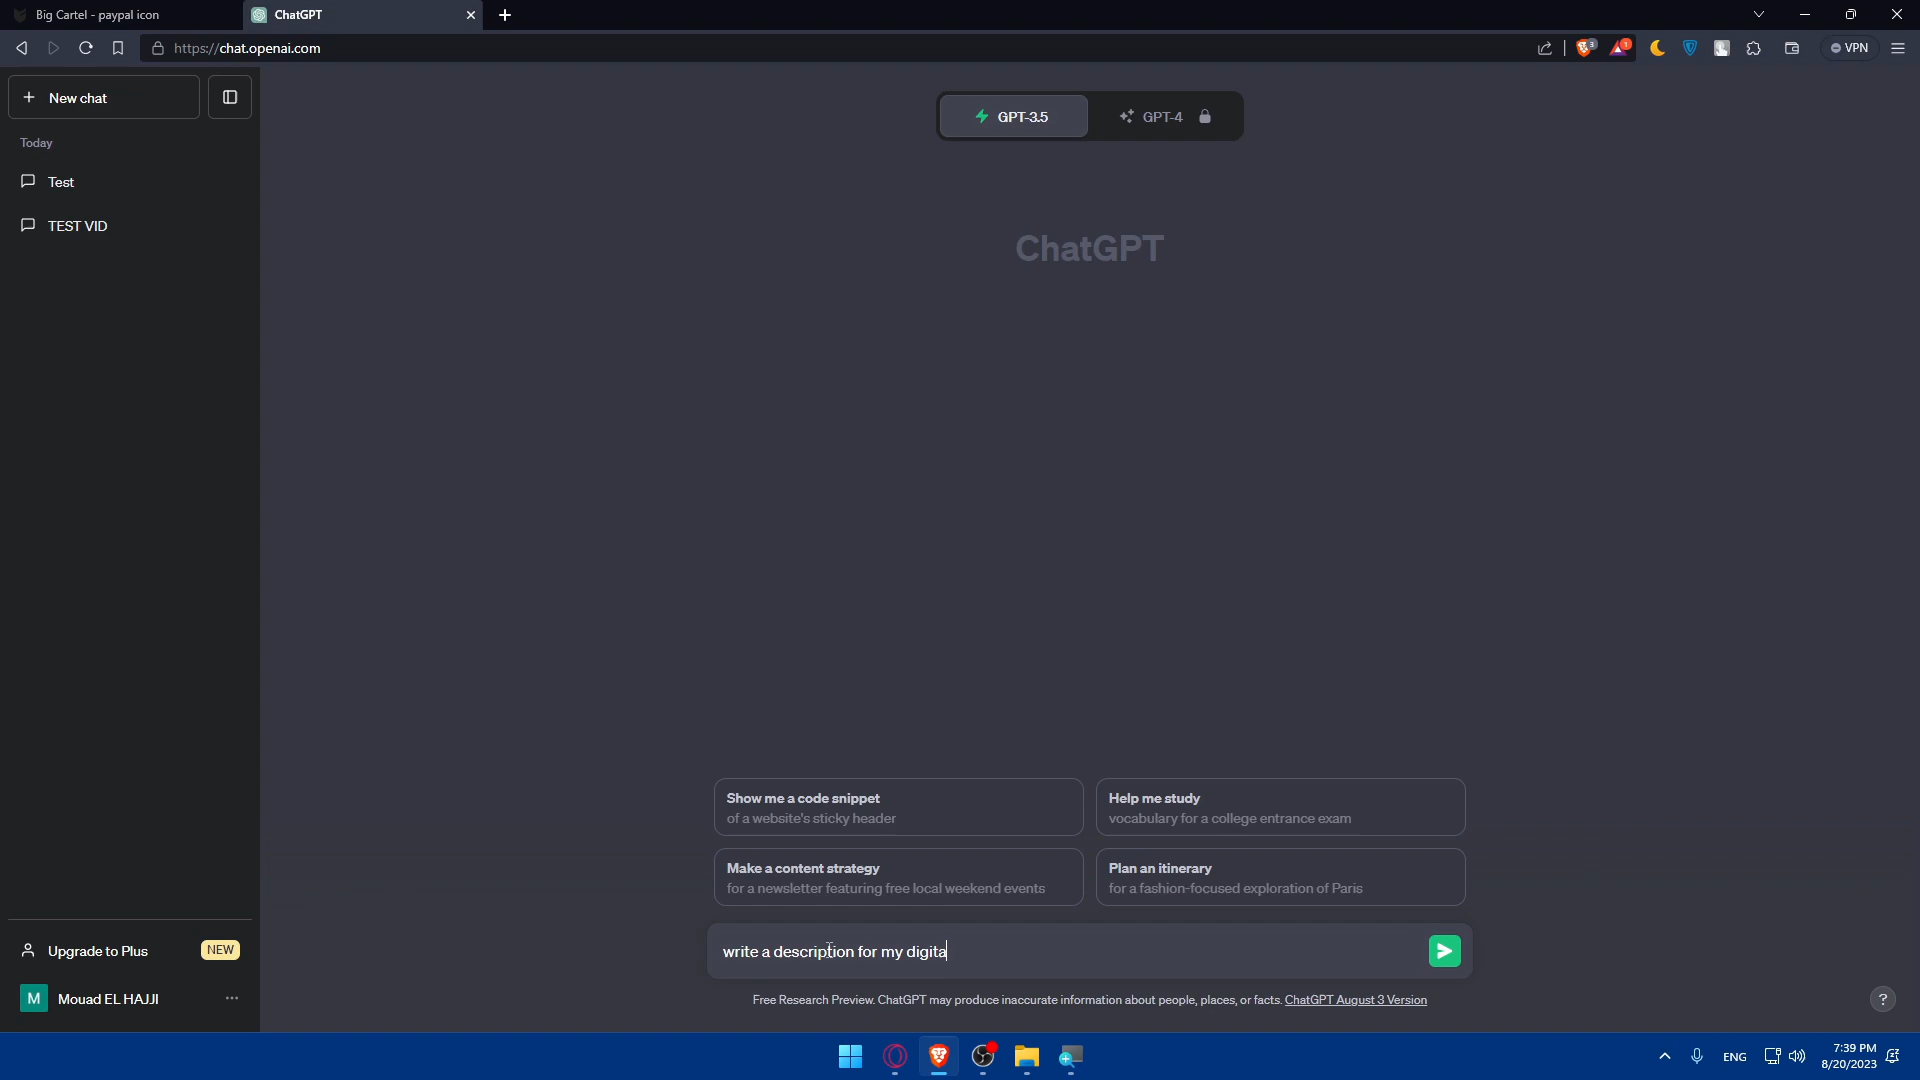 Big Cartel - paypal icon
ChatGPT
https://chat.openai.com
3
1
VPN
New chat
Today
Test
TEST VID
GPT-3.5
GPT-4
ChatGPT
Show me a code snippet
of a website's sticky header
Help me study
vocabulary for a college entrance exam
Make a content strategy
for a newsletter featuring free local weekend events
Plan an itinerary
for a fashion-focused exploration of Paris
write a description for my digita
Free Research Preview. ChatGPT may produce inaccurate information about people, places, or facts. ChatGPT August 3 Version
?
Upgrade to Plus
NEW
M
Mouad EL HAJJI
ENG
7:39 PM
8/20/2023